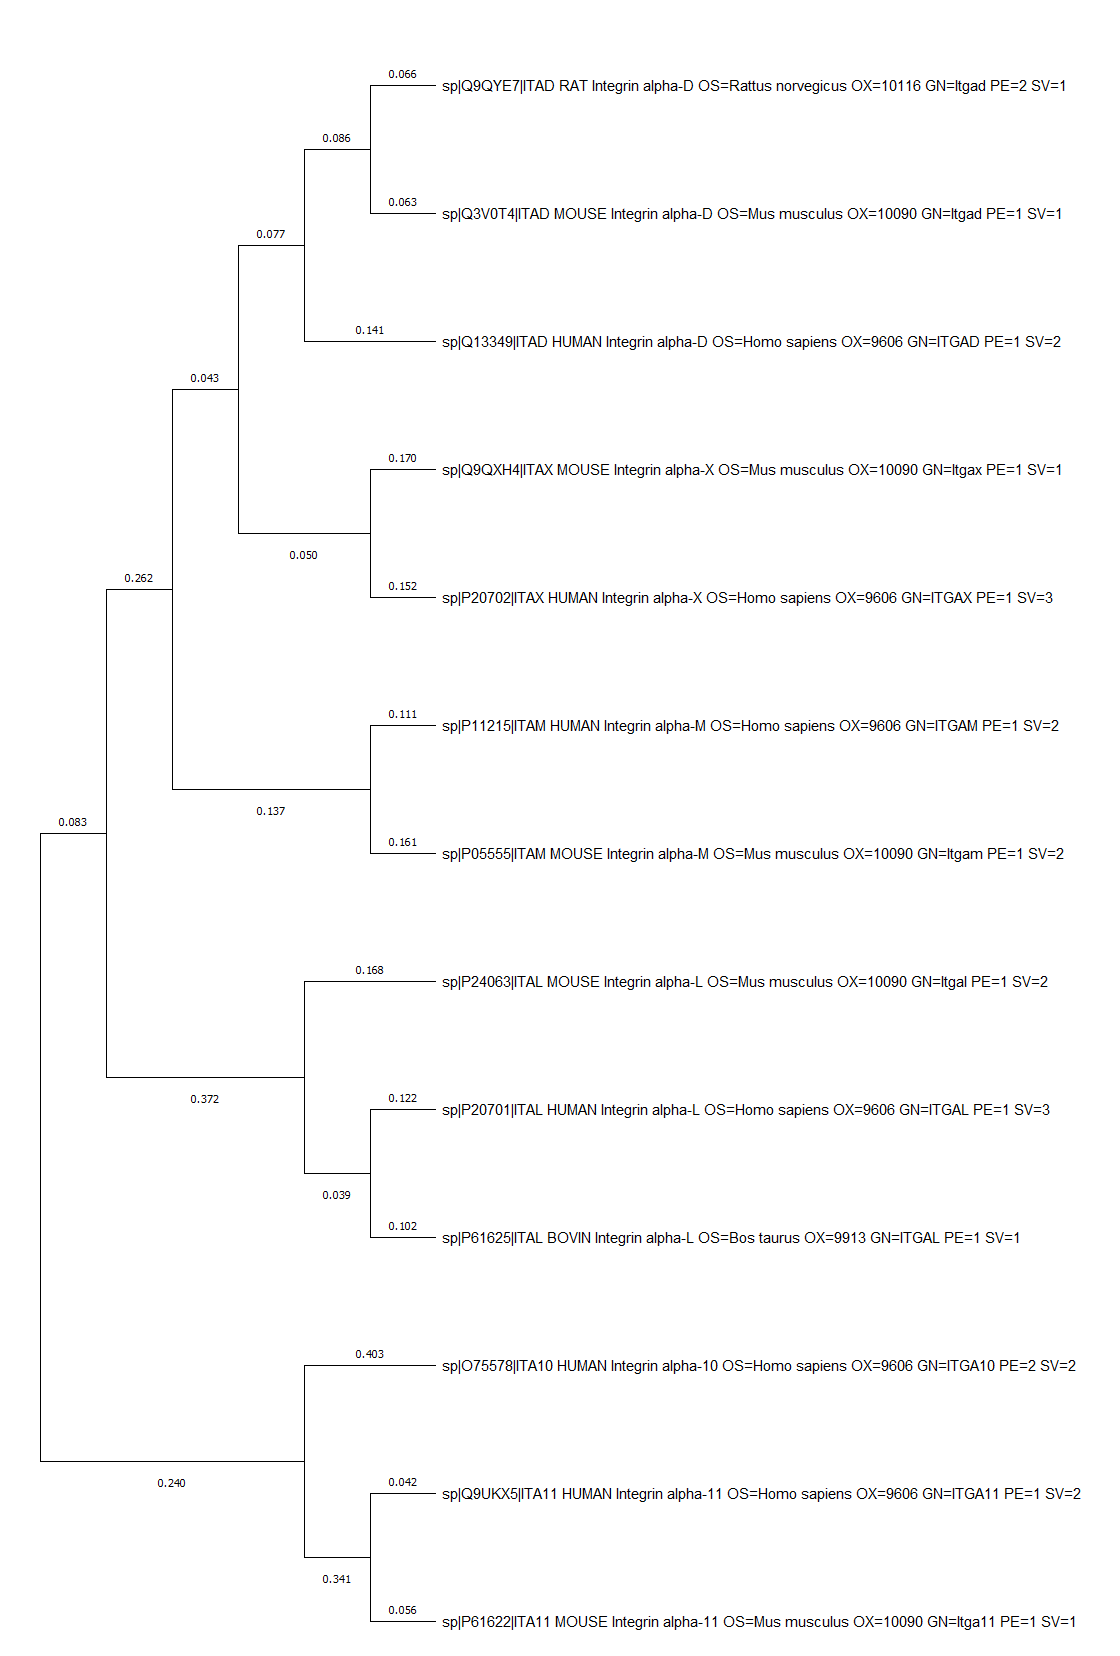 0.066
sp|Q9QYE7|ITAD RAT Integrin alpha-D OS=Rattus norvegicus OX=10116 GN=Itgad PE=2 SV=1
0.086
0.063
sp|Q3V0T4|ITAD MOUSE Integrin alpha-D OS=Mus musculus OX=10090 GN=Itgad PE=1 SV=1
0.077
0.141
sp|Q13349|ITAD HUMAN Integrin alpha-D OS=Homo sapiens OX=9606 GN=ITGAD PE=1 SV=2
0.043
0.170
sp|Q9QXH4|ITAX MOUSE Integrin alpha-X OS=Mus musculus OX=10090 GN=Itgax PE=1 SV=1
0.050
0.262
0.152
sp|P20702|ITAX HUMAN Integrin alpha-X OS=Homo sapiens OX=9606 GN=ITGAX PE=1 SV=3
0.111
sp|P11215|ITAM HUMAN Integrin alpha-M OS=Homo sapiens OX=9606 GN=ITGAM PE=1 SV=2
0.137
0.083
0.161
sp|P05555|ITAM MOUSE Integrin alpha-M OS=Mus musculus OX=10090 GN=Itgam PE=1 SV=2
0.168
sp|P24063|ITAL MOUSE Integrin alpha-L OS=Mus musculus OX=10090 GN=Itgal PE=1 SV=2
0.372
0.122
sp|P20701|ITAL HUMAN Integrin alpha-L OS=Homo sapiens OX=9606 GN=ITGAL PE=1 SV=3
0.039
0.102
sp|P61625|ITAL BOVIN Integrin alpha-L OS=Bos taurus OX=9913 GN=ITGAL PE=1 SV=1
0.403
sp|O75578|ITA10 HUMAN Integrin alpha-10 OS=Homo sapiens OX=9606 GN=ITGA10 PE=2 SV=2
0.240
0.042
sp|Q9UKX5|ITA11 HUMAN Integrin alpha-11 OS=Homo sapiens OX=9606 GN=ITGA11 PE=1 SV=2
0.341
0.056
sp|P61622|ITA11 MOUSE Integrin alpha-11 OS=Mus musculus OX=10090 GN=Itga11 PE=1 SV=1